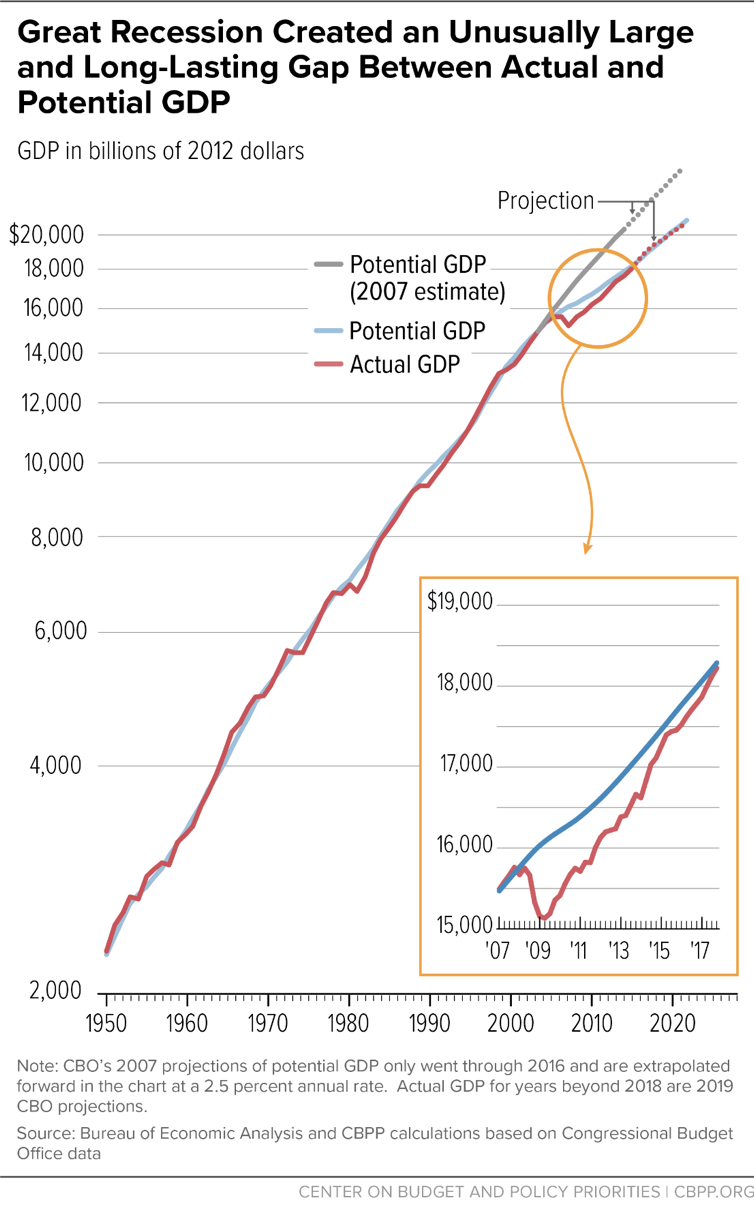 Great Recession Created an Unusually Large
and Long-Lasting Gap Between Actual and
Potential GDP
GDP in billions of 2012 dollars
Projection
$20,000
18,000
16,000
14,000
12,000
10,000
8,000
6,000
4,000
2,000
Potential GDP
(2007 estimate)
Potential GDP
Actual GDP
$19,000
18,000
17,000
16,000
15,000
'07 '09 '11 '13 '15 '17
1950 1960 1970 1980 1990 2000 2010 2020
Note: CBO's 2007 projections of potential GDP only went through 2016 and are extrapolated
forward in the chart at a 2.5 percent annual rate.  Actual GDP for years beyond 2018 are 2019
CBO projections.
Source: Bureau of Economic Analysis and CBPP calculations based on Congressional Budget
Office data
CENTER ON BUDGET AND POLICY PRIORITIES | CBPP.ORG